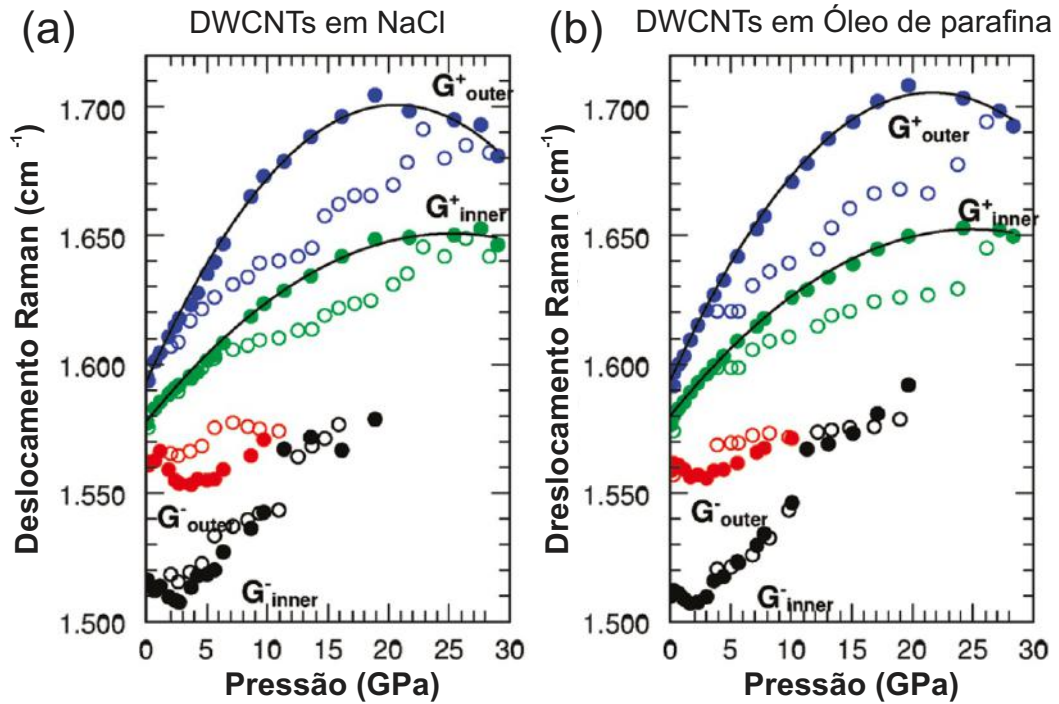 (a) DWCNTs em NaCl
Deslocamento Raman (cm⁻¹)
1.700
1.650
1.600
1.550
1.500
G⁺outer
G⁺inner
G⁻outer
G⁻inner
0 5 10 15 20 25 30
Pressão (GPa)
(b) DWCNTs em Óleo de parafina
Dreslocamento Raman (cm⁻¹)
1.700
1.650
1.600
1.550
1.500
G⁺outer
G⁺inner
G⁻outer
G⁻inner
0 5 10 15 20 25 30
Pressão (GPa)